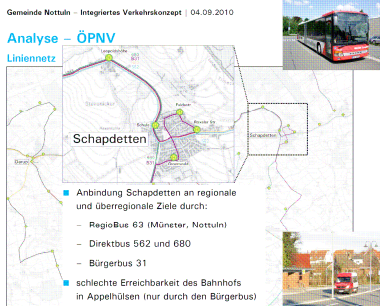 Gemeinde Nottuln – Integriertes Verkehrskonzept | 04.09.2010
Analyse – ÖPNV
Liniennetz
Schapdetten
Schapdetten
Darup
Anbindung Schapdetten an regionale
und überregionale Ziele durch:
– RegioBus 63 (Münster, Nottuln)
– Direktbus 562 und 680
– Bürgerbus 31
schlechte Erreichbarkeit des Bahnhofs
in Appelhülsen (nur durch den Bürgerbus)